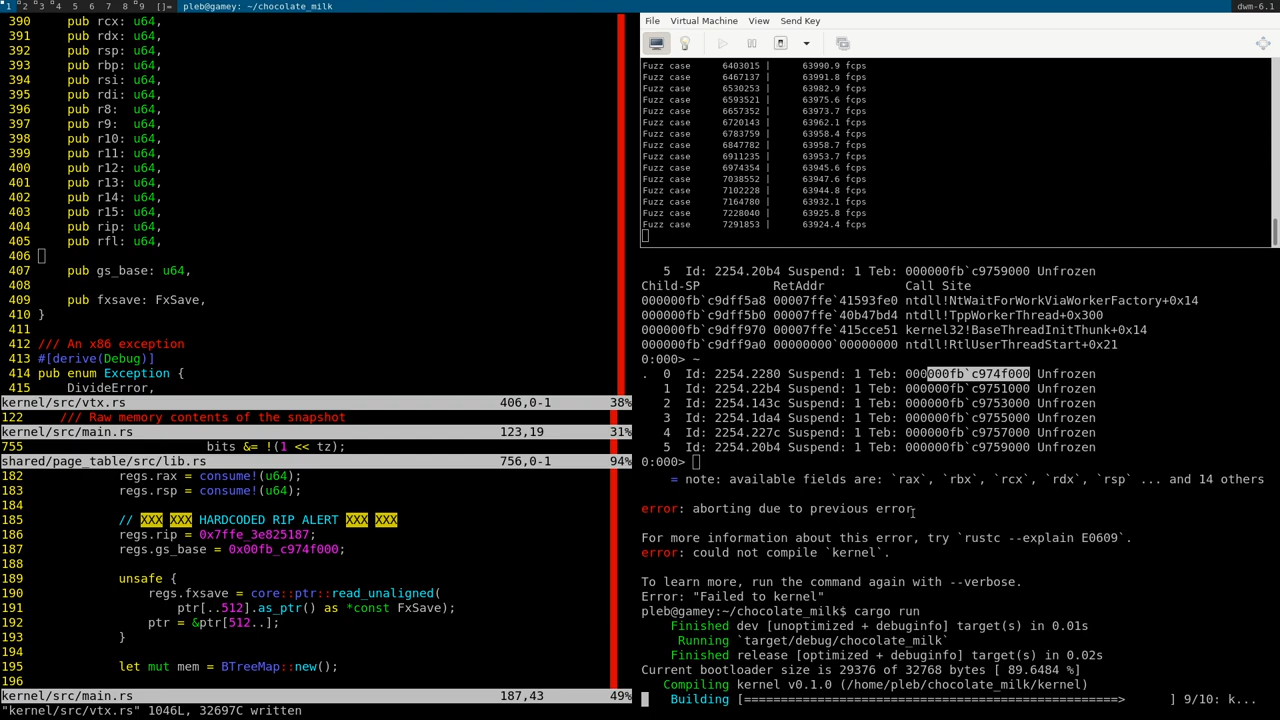 1 2 3 4 5 6 7 8 9 []= pleb@gamey: ~/chocolate_milk dwm-6.1
390 pub rcx: u64,
391 pub rdx: u64,
392 pub rsp: u64,
393 pub rbp: u64,
394 pub rsi: u64,
395 pub rdi: u64,
396 pub r8: u64,
397 pub r9: u64,
398 pub r10: u64,
399 pub r11: u64,
400 pub r12: u64,
401 pub r13: u64,
402 pub r14: u64,
403 pub r15: u64,
404 pub rip: u64,
405 pub rfl: u64,
406
407 pub gs_base: u64,
408
409 pub fxsave: FxSave,
410 }
411
412 /// An x86 exception
413 #[derive(Debug)]
414 pub enum Exception {
415 DivideError,
kernel/src/vtx.rs 406,0-1 38%
122 /// Raw memory contents of the snapshot
kernel/src/main.rs 123,19 31%
755 bits &= !(1 << tz);
shared/page_table/src/lib.rs 756,0-1 94%
182 regs.rax = consume!(u64);
183 regs.rsp = consume!(u64);
184
185 // XXX XXX HARDCODED RIP ALERT XXX XXX
186 regs.rip = 0x7ffe_3e825187;
187 regs.gs_base = 0x00fb_c974f000;
188
189 unsafe {
190 regs.fxsave = core::ptr::read_unaligned(
191 ptr[..512].as_ptr() as *const FxSave);
192 ptr = &ptr[512..];
193 }
194
195 let mut mem = BTreeMap::new();
196
kernel/src/main.rs 187,43 49%
"kernel/src/vtx.rs" 1046L, 32697C written
File Virtual Machine View Send Key
Fuzz case 6403015 | 63990.9 fcps
Fuzz case 6467137 | 63991.8 fcps
Fuzz case 6530253 | 63982.9 fcps
Fuzz case 6593521 | 63975.6 fcps
Fuzz case 6657352 | 63973.7 fcps
Fuzz case 6720143 | 63962.1 fcps
Fuzz case 6783759 | 63958.4 fcps
Fuzz case 6847782 | 63958.7 fcps
Fuzz case 6911235 | 63953.7 fcps
Fuzz case 6974354 | 63945.6 fcps
Fuzz case 7038552 | 63947.6 fcps
Fuzz case 7102228 | 63944.8 fcps
Fuzz case 7164780 | 63932.1 fcps
Fuzz case 7228040 | 63925.8 fcps
Fuzz case 7291853 | 63924.4 fcps
5 Id: 2254.20b4 Suspend: 1 Teb: 000000fb`c9759000 Unfrozen
Child-SP RetAddr Call Site
000000fb`c9dff5a8 00007ffe`41593fe0 ntdll!NtWaitForWorkViaWorkerFactory+0x14
000000fb`c9dff5b0 00007ffe`40b47bd4 ntdll!TppWorkerThread+0x300
000000fb`c9dff970 00007ffe`415cce51 kernel32!BaseThreadInitThunk+0x14
000000fb`c9dff9a0 00000000`00000000 ntdll!RtlUserThreadStart+0x21
0:000> ~
. 0 Id: 2254.2280 Suspend: 1 Teb: 000000fb`c974f000 Unfrozen
1 Id: 2254.22b4 Suspend: 1 Teb: 000000fb`c9751000 Unfrozen
2 Id: 2254.143c Suspend: 1 Teb: 000000fb`c9753000 Unfrozen
3 Id: 2254.1da4 Suspend: 1 Teb: 000000fb`c9755000 Unfrozen
4 Id: 2254.227c Suspend: 1 Teb: 000000fb`c9757000 Unfrozen
5 Id: 2254.20b4 Suspend: 1 Teb: 000000fb`c9759000 Unfrozen
0:000>
= note: available fields are: `rax`, `rbx`, `rcx`, `rdx`, `rsp` ... and 14 others
error: aborting due to previous error
For more information about this error, try `rustc --explain E0609`.
error: could not compile `kernel`.
To learn more, run the command again with --verbose.
Error: "Failed to kernel"
pleb@gamey:~/chocolate_milk$ cargo run
Finished dev [unoptimized + debuginfo] target(s) in 0.01s
Running `target/debug/chocolate_milk`
Finished release [optimized + debuginfo] target(s) in 0.02s
Current bootloader size is 29376 of 32768 bytes [ 89.6484 %]
Compiling kernel v0.1.0 (/home/pleb/chocolate_milk/kernel)
Building [===================================================> ] 9/10: k...